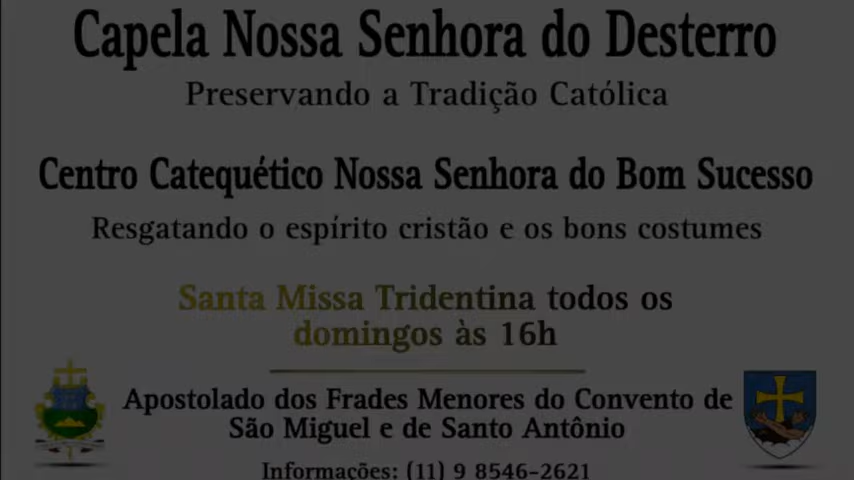 Capela Nossa Senhora do Desterro
Preservando a Tradição Católica
Centro Catequético Nossa Senhora do Bom Sucesso
Resgatando o espírito cristão e os bons costumes
Santa Missa Tridentina todos os
domingos às 16h
Apostolado dos Frades Menores do Convento de
São Miguel e de Santo Antônio
Informações: (11) 9 8546-2621